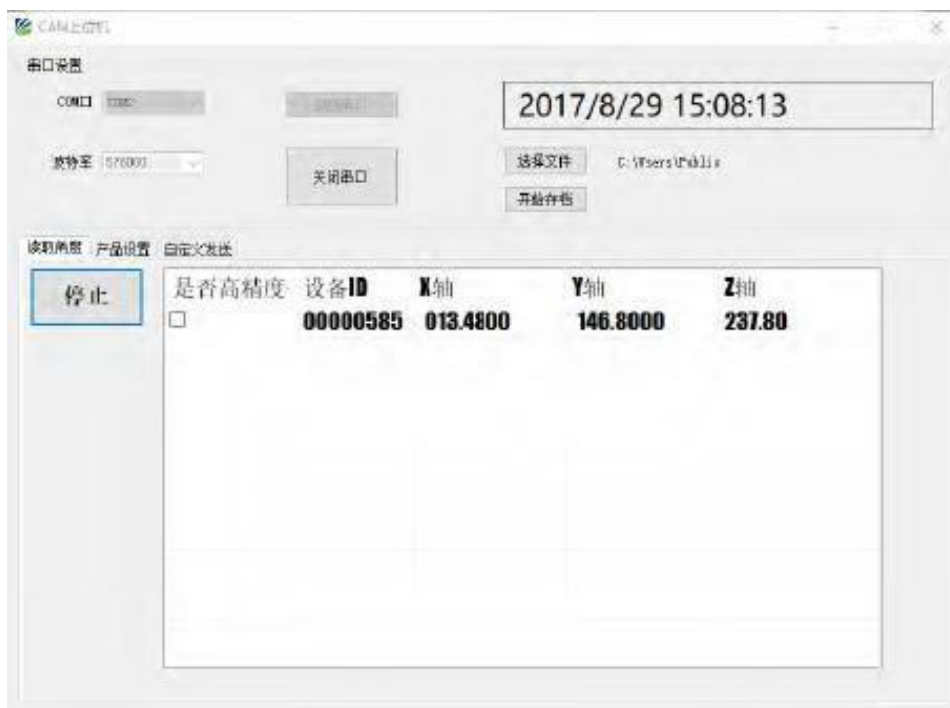 CAN上位机
串口设置
COM口
2017/8/29 15:08:13
波特率 576000
关闭串口
选择文件 C:\Users\Public
开始存档
读取角度 产品设置 自定义发送
停止
是否高精度 设备ID X轴 Y轴 Z轴
00000585 013.4800 146.8000 237.80